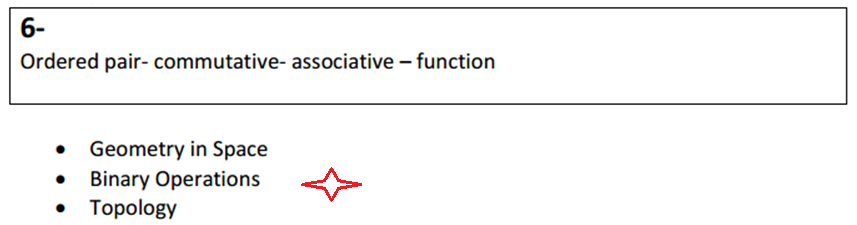 6-
Ordered pair- commutative- associative – function
• Geometry in Space
• Binary Operations
• Topology